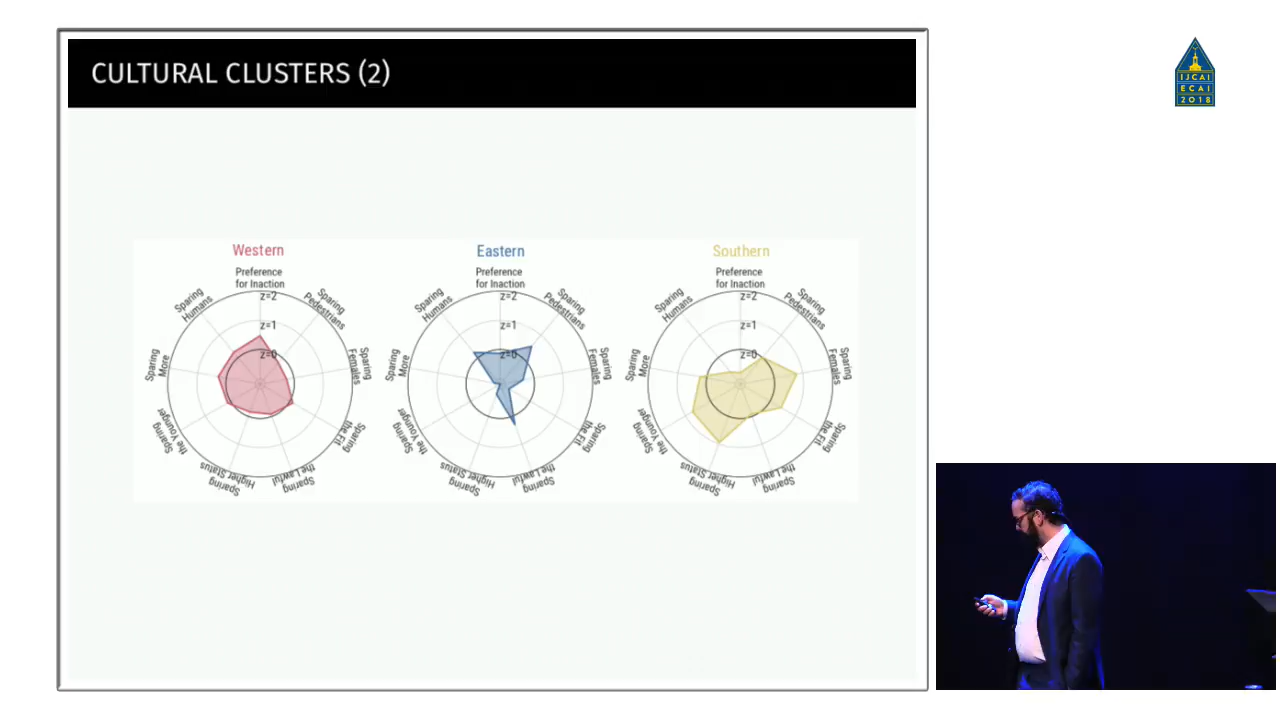 CULTURAL CLUSTERS (2)
IJCAI
ECAI
2018
Western
Preference
for Inaction
z=2
z=1
z=0
Sparing
Pedestrians
Sparing
Females
Sparing
the Fit
Sparing
the Lawful
Sparing
Higher Status
Sparing
the Younger
Sparing
More
Sparing
Humans
Eastern
Preference
for Inaction
z=2
z=1
z=0
Sparing
Pedestrians
Sparing
Females
Sparing
the Fit
Sparing
the Lawful
Sparing
Higher Status
Sparing
the Younger
Sparing
More
Sparing
Humans
Southern
Preference
for Inaction
z=2
z=1
z=0
Sparing
Pedestrians
Sparing
Females
Sparing
the Fit
Sparing
the Lawful
Sparing
Higher Status
Sparing
the Younger
Sparing
More
Sparing
Humans